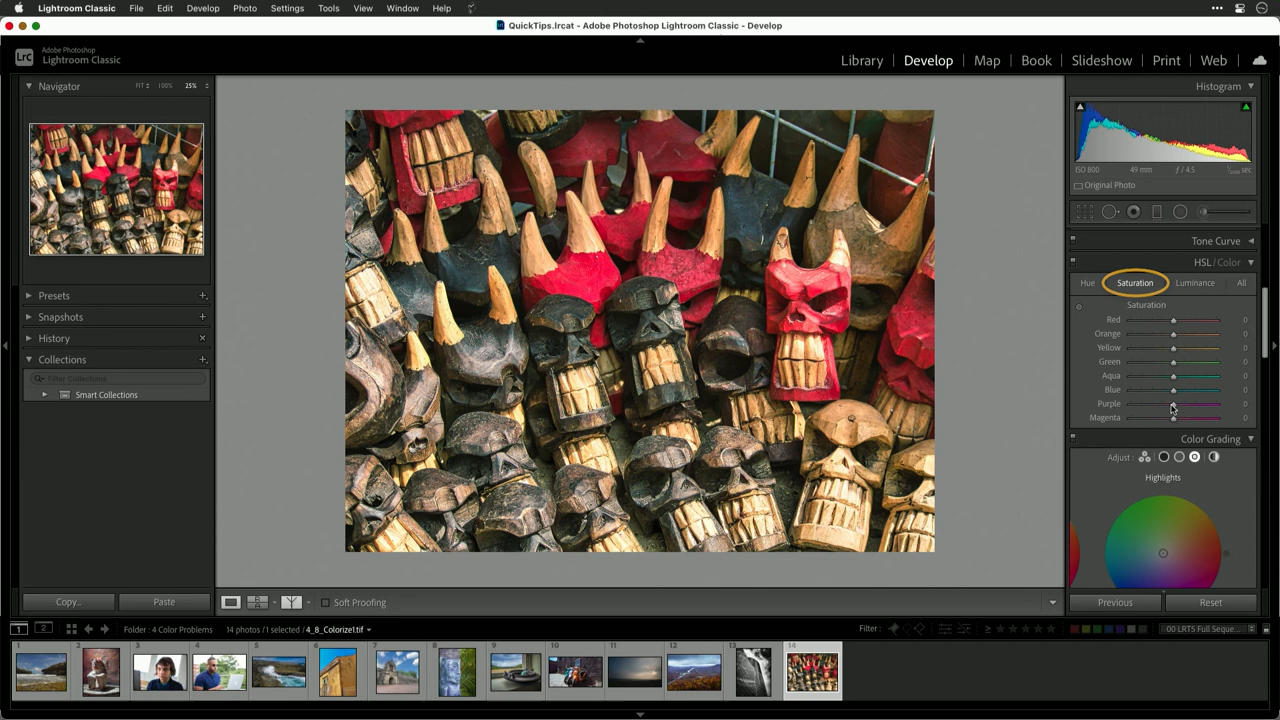 Lightroom Classic File Edit Develop Photo Settings Tools View Window Help
QuickTips.lrcat - Adobe Photoshop Lightroom Classic - Develop
Lrc Adobe Photoshop
Lightroom Classic
Library Develop Map Book Slideshow Print Web
Navigator FIT 100% 25%
Histogram
ISO 800 49 mm ƒ / 4.5 sec
Original Photo
Tone Curve
HSL / Color
Hue Saturation Luminance All
Saturation
Red 0
Orange 0
Yellow 0
Green 0
Aqua 0
Blue 0
Purple 0
Magenta 0
Color Grading
Adjust :
Highlights
Presets
Snapshots
History
Collections
Filter Collections
Smart Collections
Copy... Paste
Soft Proofing
Previous Reset
1 2 Folder : 4 Color Problems 14 photos / 1 selected / 4_8_Colorize1.tif Filter : ≥ 00 LRTS Full Seque...
1 2 3 4 5 6 7 8 9 10 11 12 13 14